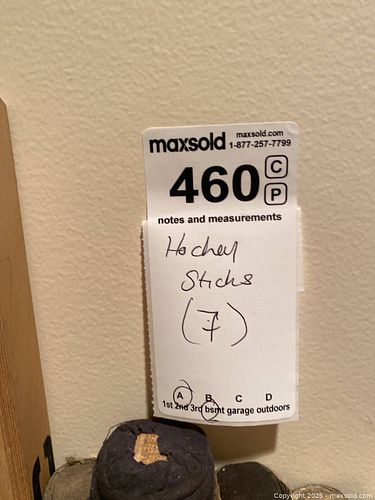 maxsold maxsold.com
1-877-257-7799
460 C
P
notes and measurements
Hockey
Sticks
(7)
A B C D
1st 2nd 3rd bsmt garage outdoors
Copyright 2025 - maxsold.com